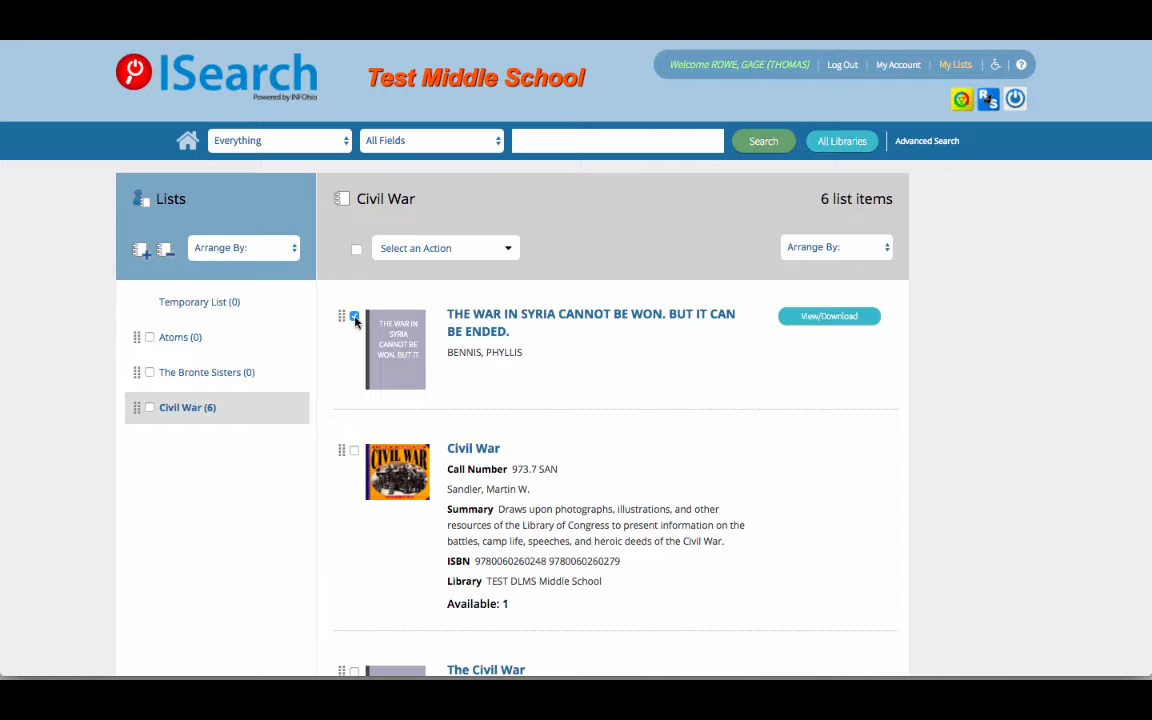 ISearch
Powered by INFOhio
Test Middle School
Welcome ROWE, GAGE (THOMAS)
Log Out
My Account
My Lists
?
Everything
All Fields
Search
All Libraries
Advanced Search
Lists
Arrange By:
Civil War
6 list items
Select an Action
Arrange By:
Temporary List (0)
Atoms (0)
The Bronte Sisters (0)
Civil War (6)
THE WAR IN
SYRIA
CANNOT BE
WON. BUT IT
THE WAR IN SYRIA CANNOT BE WON. BUT IT CAN
BE ENDED.
BENNIS, PHYLLIS
View/Download
CIVIL WAR
Civil War
Call Number 973.7 SAN
Sandler, Martin W.
Summary Draws upon photographs, illustrations, and other
resources of the Library of Congress to present information on the
battles, camp life, speeches, and heroic deeds of the Civil War.
ISBN 9780060260248 9780060260279
Library TEST DLMS Middle School
Available: 1
The Civil War